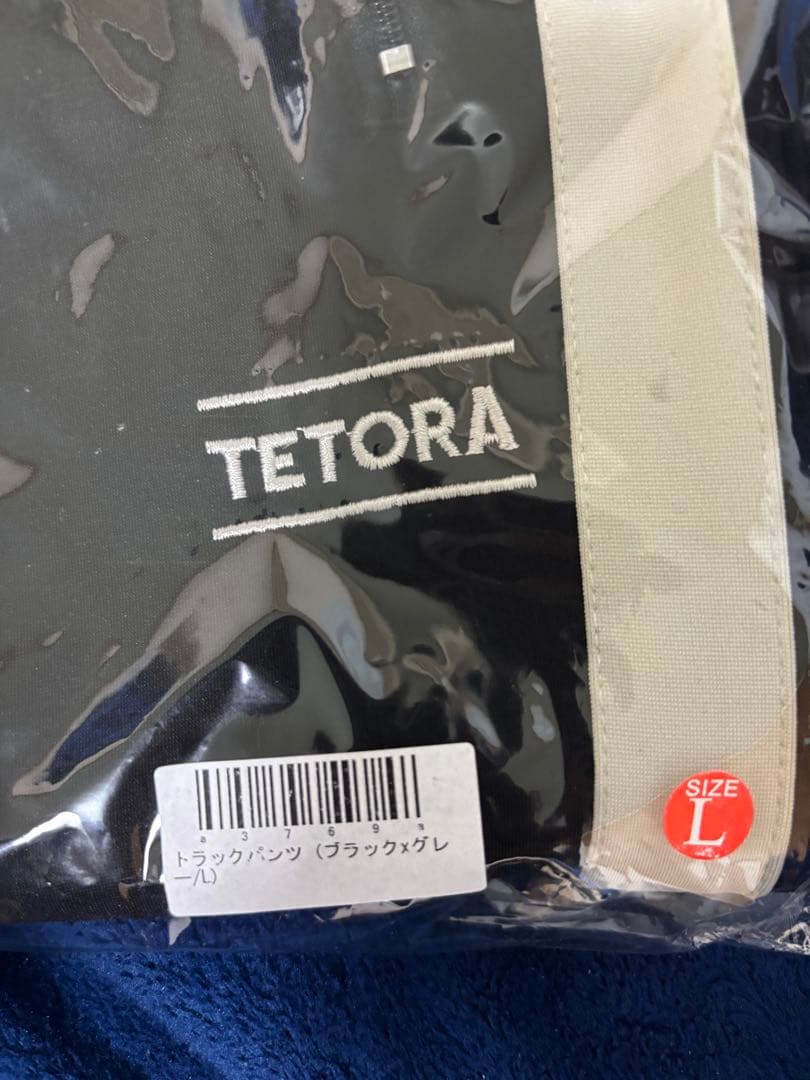 TETORA
SIZE
L
a 3 7 6 9 a
トラックパンツ (ブラックxグレ
ー/L)